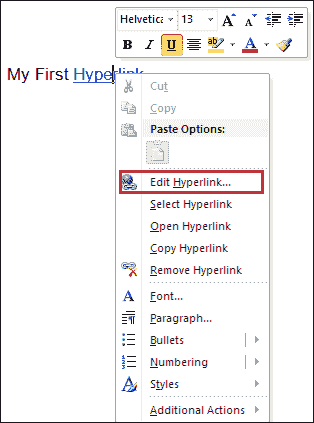 Helvetica 13 A A
B I U A
My First Hyperlink
Cut
Copy
Paste Options:
Edit Hyperlink...
Select Hyperlink
Open Hyperlink
Copy Hyperlink
Remove Hyperlink
A Font...
Paragraph...
Bullets
Numbering
Styles
Additional Actions